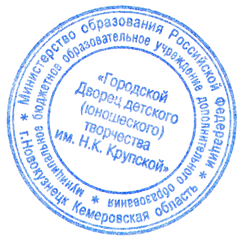 * Министерство образования Российской Федерации *
г.Новокузнецк Кемеровская область
Муниципальное бюджетное образовательное учреждение дополнительного образования *
«Городской
Дворец детского
(юношеского)
творчества
им. Н.К. Крупской»